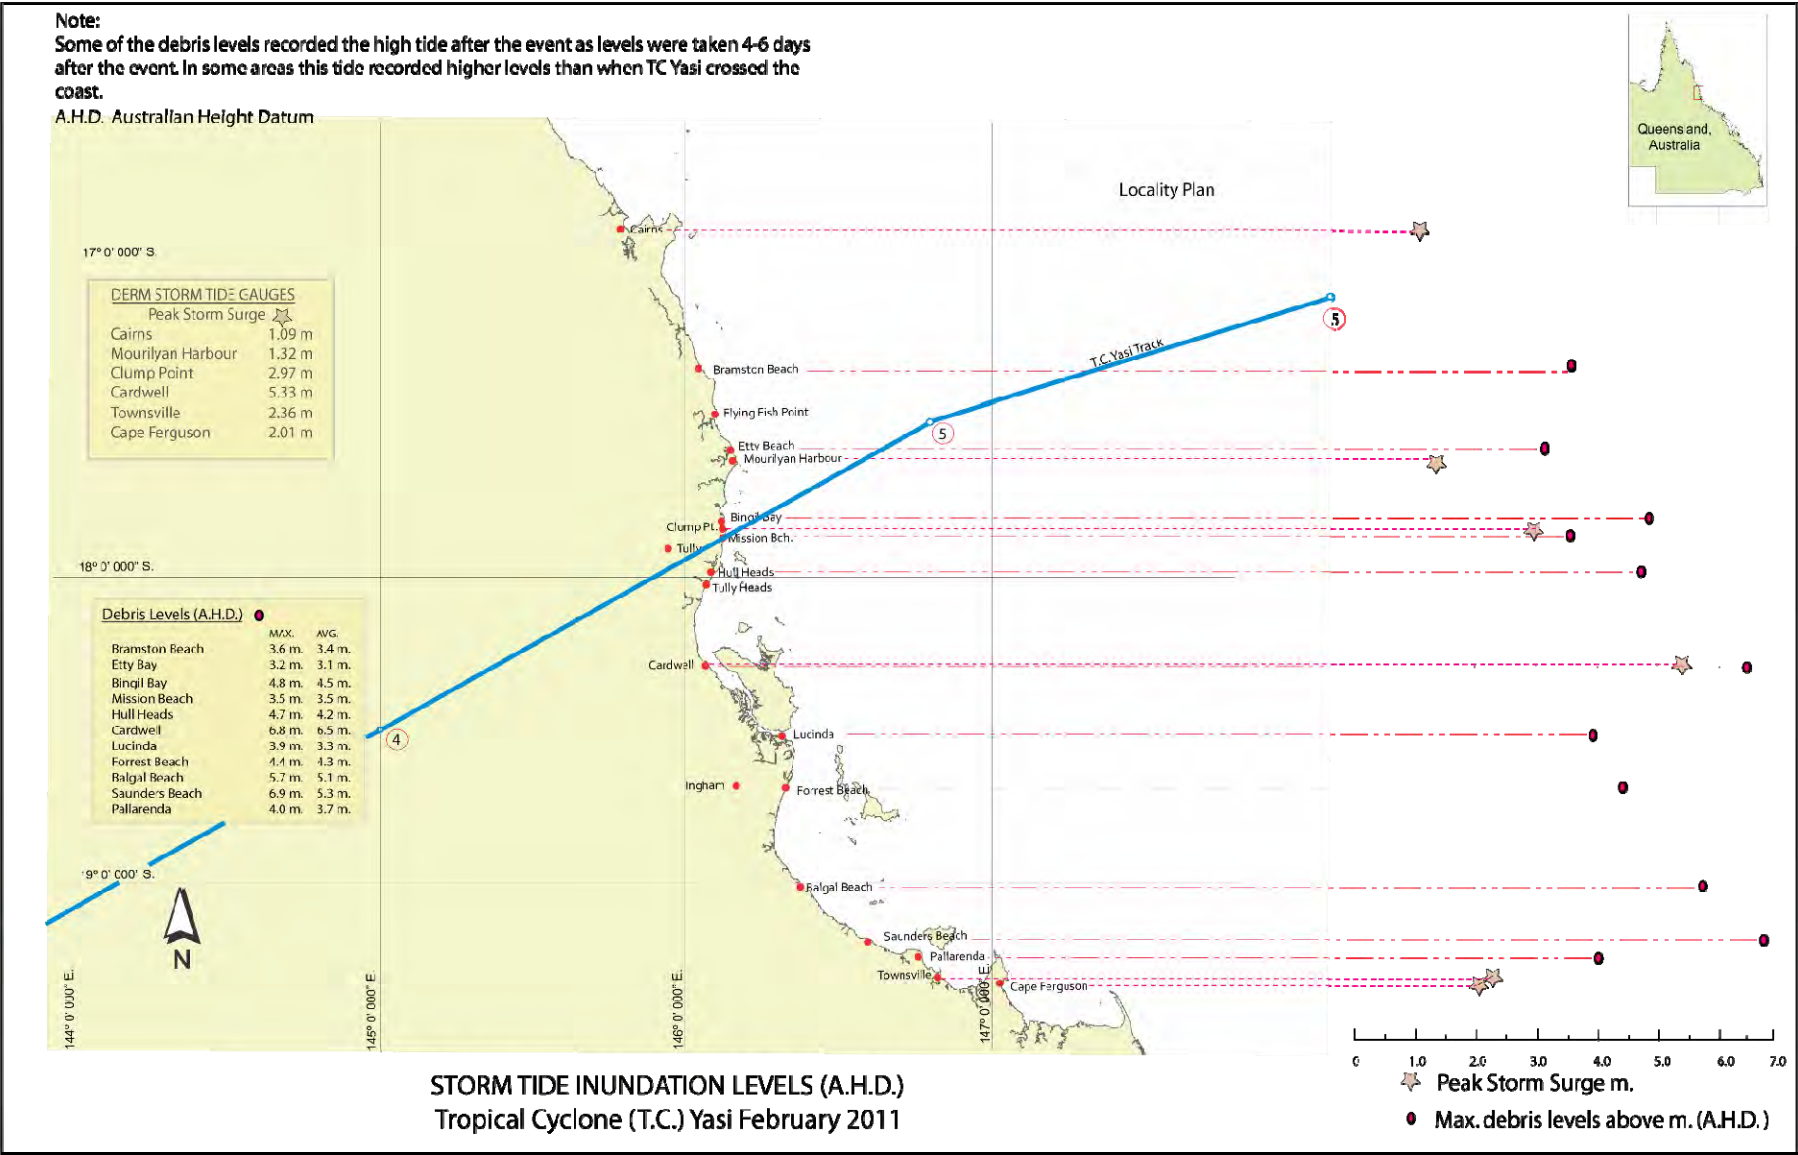 Note:
Some of the debris levels recorded the high tide after the event as levels were taken 4-6 days
after the event. In some areas this tide recorded higher levels than when TC Yasi crossed the
coast.
A.H.D. Australian Height Datum
Queensland,
Australia
Locality Plan
Cairns
17° 0' 000" S.
DERM STORM TIDE GAUGES
Peak Storm Surge
Cairns 1.09 m
Mourilyan Harbour 1.32 m
Clump Point 2.97 m
Cardwell 5.33 m
Townsville 2.36 m
Cape Ferguson 2.01 m
5
T.C. Yasi Track
Bramston Beach
Flying Fish Point
5
Etty Beach
Mourilyan Harbour
Bingil Bay
Clump Pt.
Mission Bch.
Tully
18° 0' 000" S.
Hull Heads
Tully Heads
Debris Levels (A.H.D.)
MAX. AVG.
Bramston Beach 3.6 m. 3.4 m.
Etty Bay 3.2 m. 3.1 m.
Bingil Bay 4.8 m. 4.5 m.
Mission Beach 3.5 m. 3.5 m.
Hull Heads 4.7 m. 4.2 m.
Cardwell 6.8 m. 6.5 m.
Lucinda 3.9 m. 3.3 m.
Forrest Beach 4.4 m. 4.3 m.
Balgal Beach 5.7 m. 5.1 m.
Saunders Beach 6.9 m. 5.3 m.
Pallarenda 4.0 m. 3.7 m.
Cardwell
4
Lucinda
Ingham
Forrest Beach
9° 0' 000' S.
Balgal Beach
N
Saunders Beach
Pallarenda
Townsville
Cape Ferguson
144° 0' 000" E.
145° 0' 000" E.
146° 0' 000" E.
147° 0' 000" E.
0 1.0 2.0 3.0 4.0 5.0 6.0 7.0
Peak Storm Surge m.
Max. debris levels above m. (A.H.D.)
STORM TIDE INUNDATION LEVELS (A.H.D.)
Tropical Cyclone (T.C.) Yasi February 2011